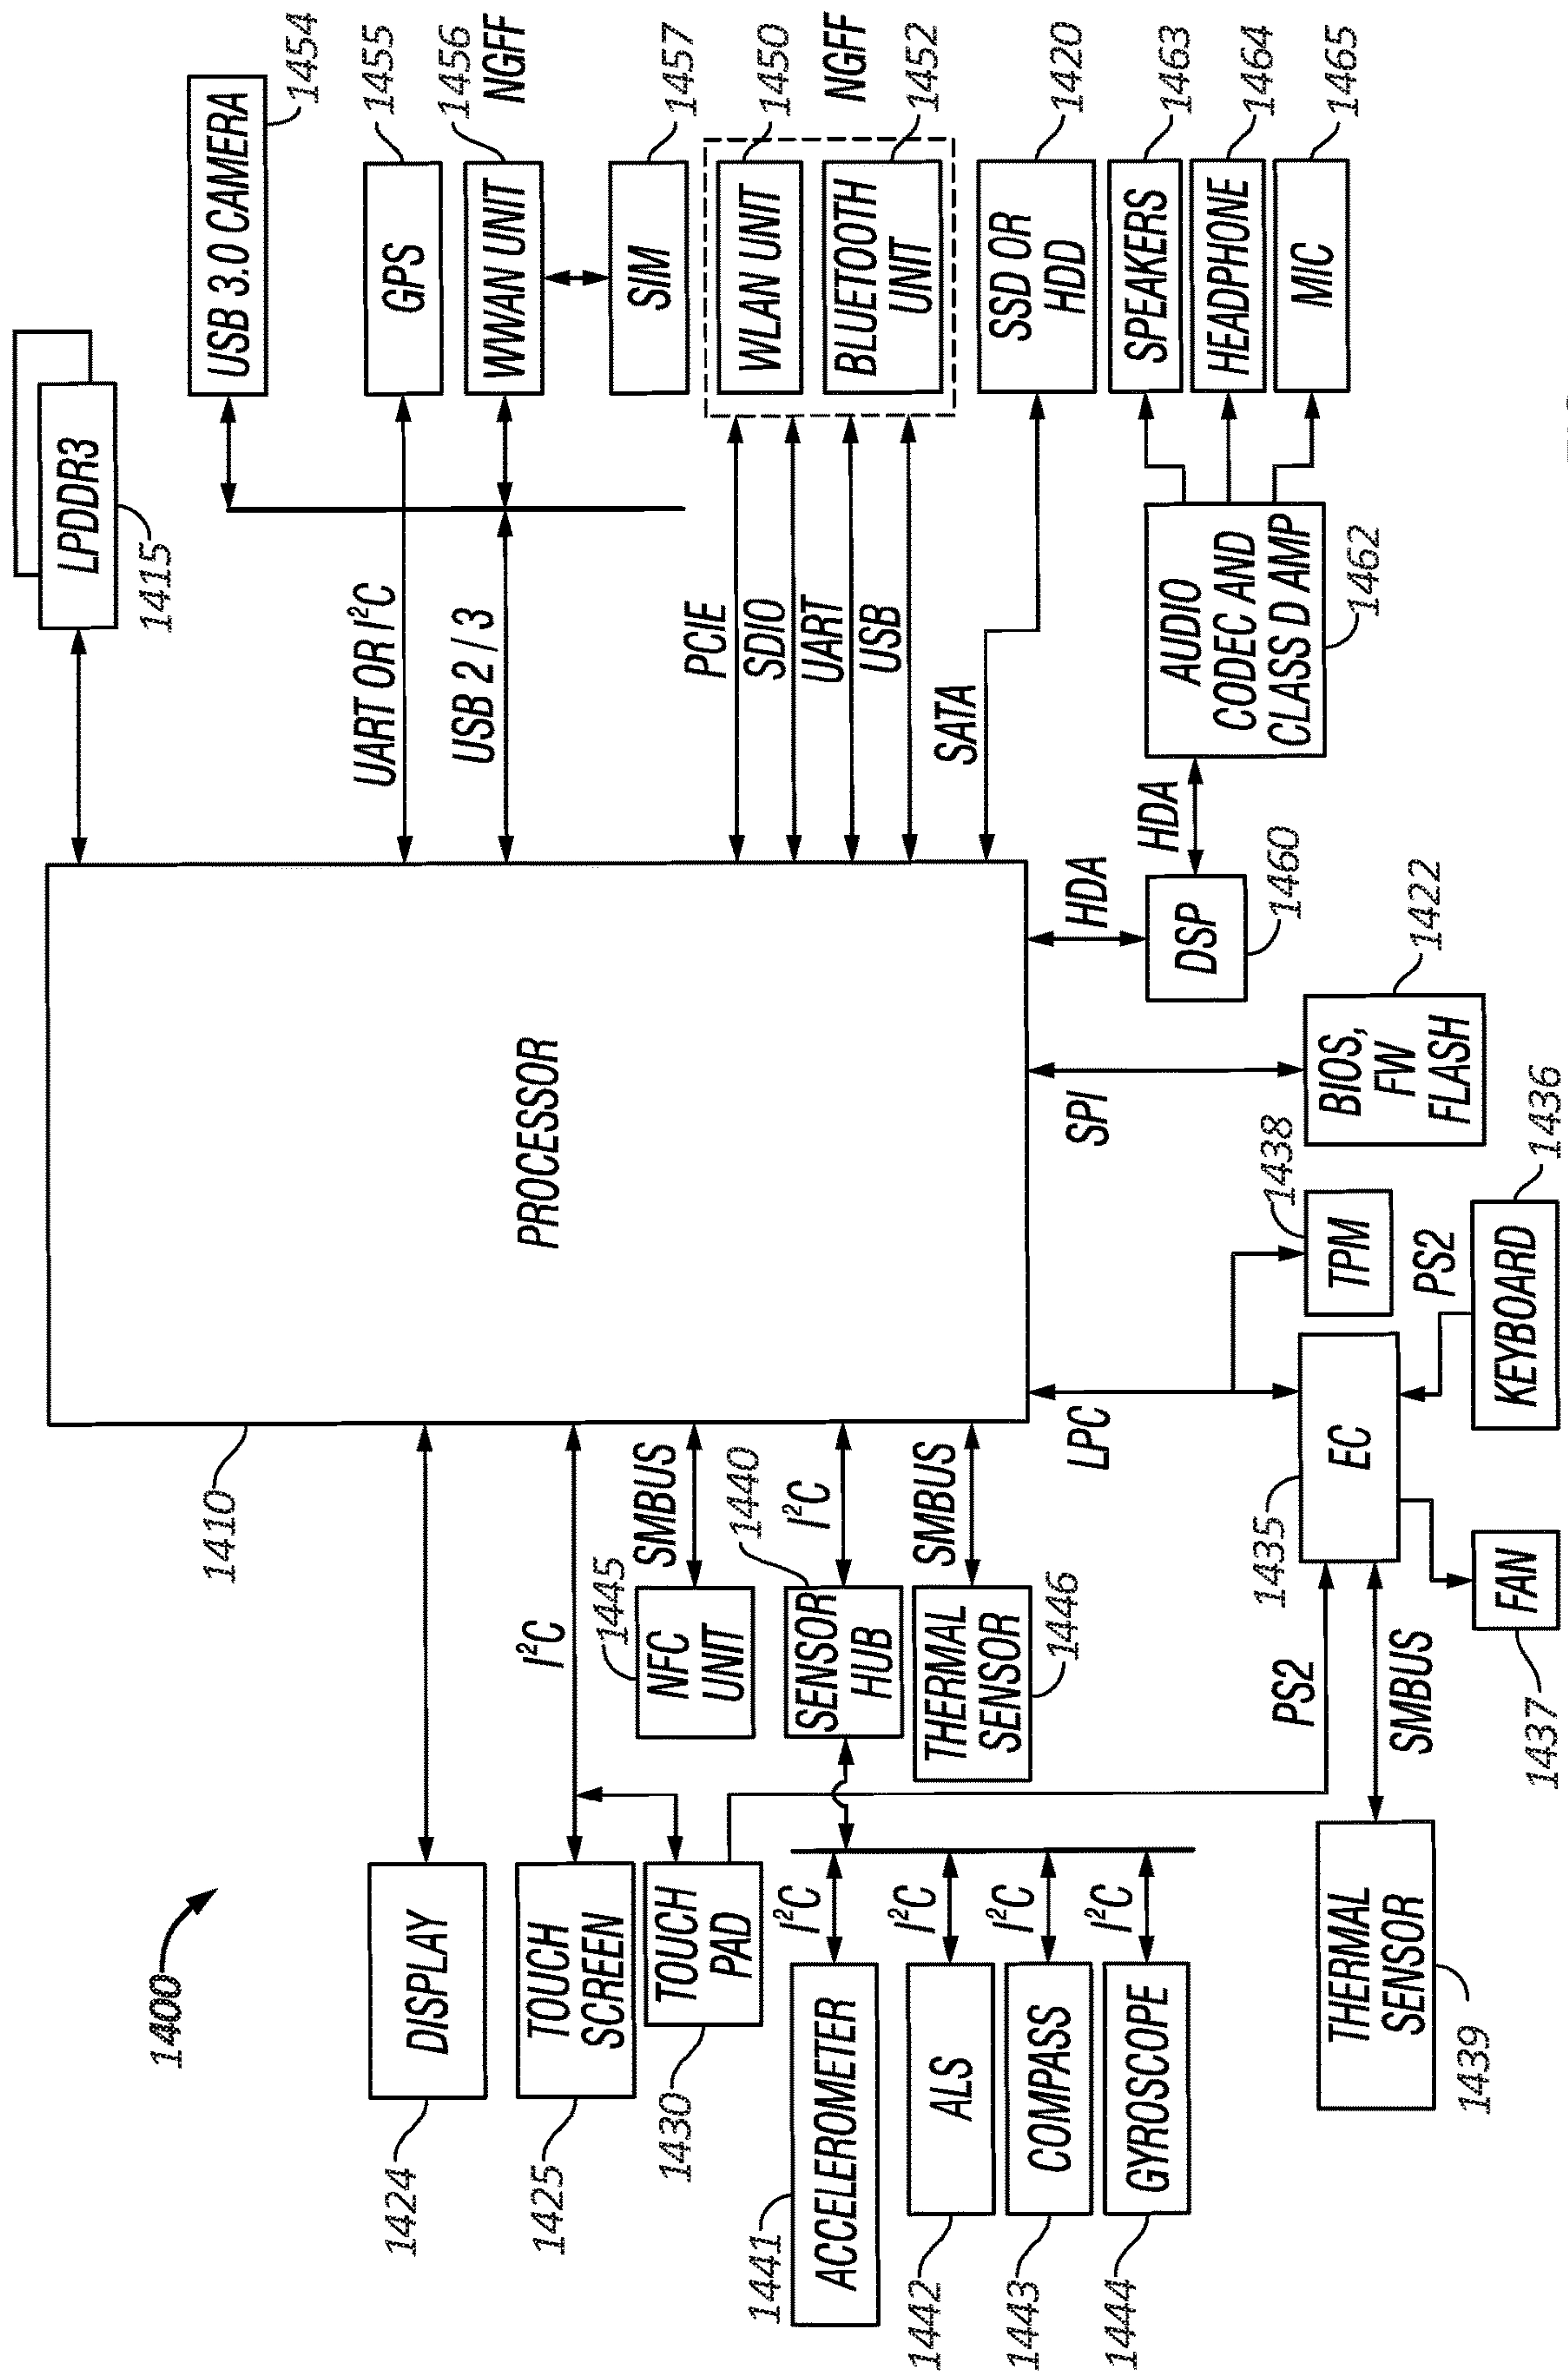 1400
1424
DISPLAY
1425
TOUCH
SCREEN
1430
TOUCH
PAD
1441
ACCELEROMETER
I²C
1442
ALS
I²C
1443
COMPASS
I²C
1444
GYROSCOPE
I²C
THERMAL
SENSOR
1439
1410
PROCESSOR
I²C
1445
SMBUS
NFC
UNIT
1440
I²C
SENSOR
HUB
SMBUS
THERMAL
SENSOR
1446
PS2
SMBUS
1435
EC
LPC
FAN
1437
TPM
1438
PS2
KEYBOARD
1436
SPI
BIOS,
FW
FLASH
1422
HDA
DSP
1460
HDA
AUDIO
CODEC AND
CLASS D AMP
1462
LPDDR3
1415
USB 3.0 CAMERA
1454
UART OR I²C
GPS
1455
USB 2 / 3
WWAN UNIT
1456
NGFF
SIM
1457
PCIE
SDIO
UART
USB
WLAN UNIT
1450
BLUETOOTH
UNIT
NGFF
1452
SATA
SSD OR
HDD
1420
SPEAKERS
1463
HEADPHONE
1464
MIC
1465